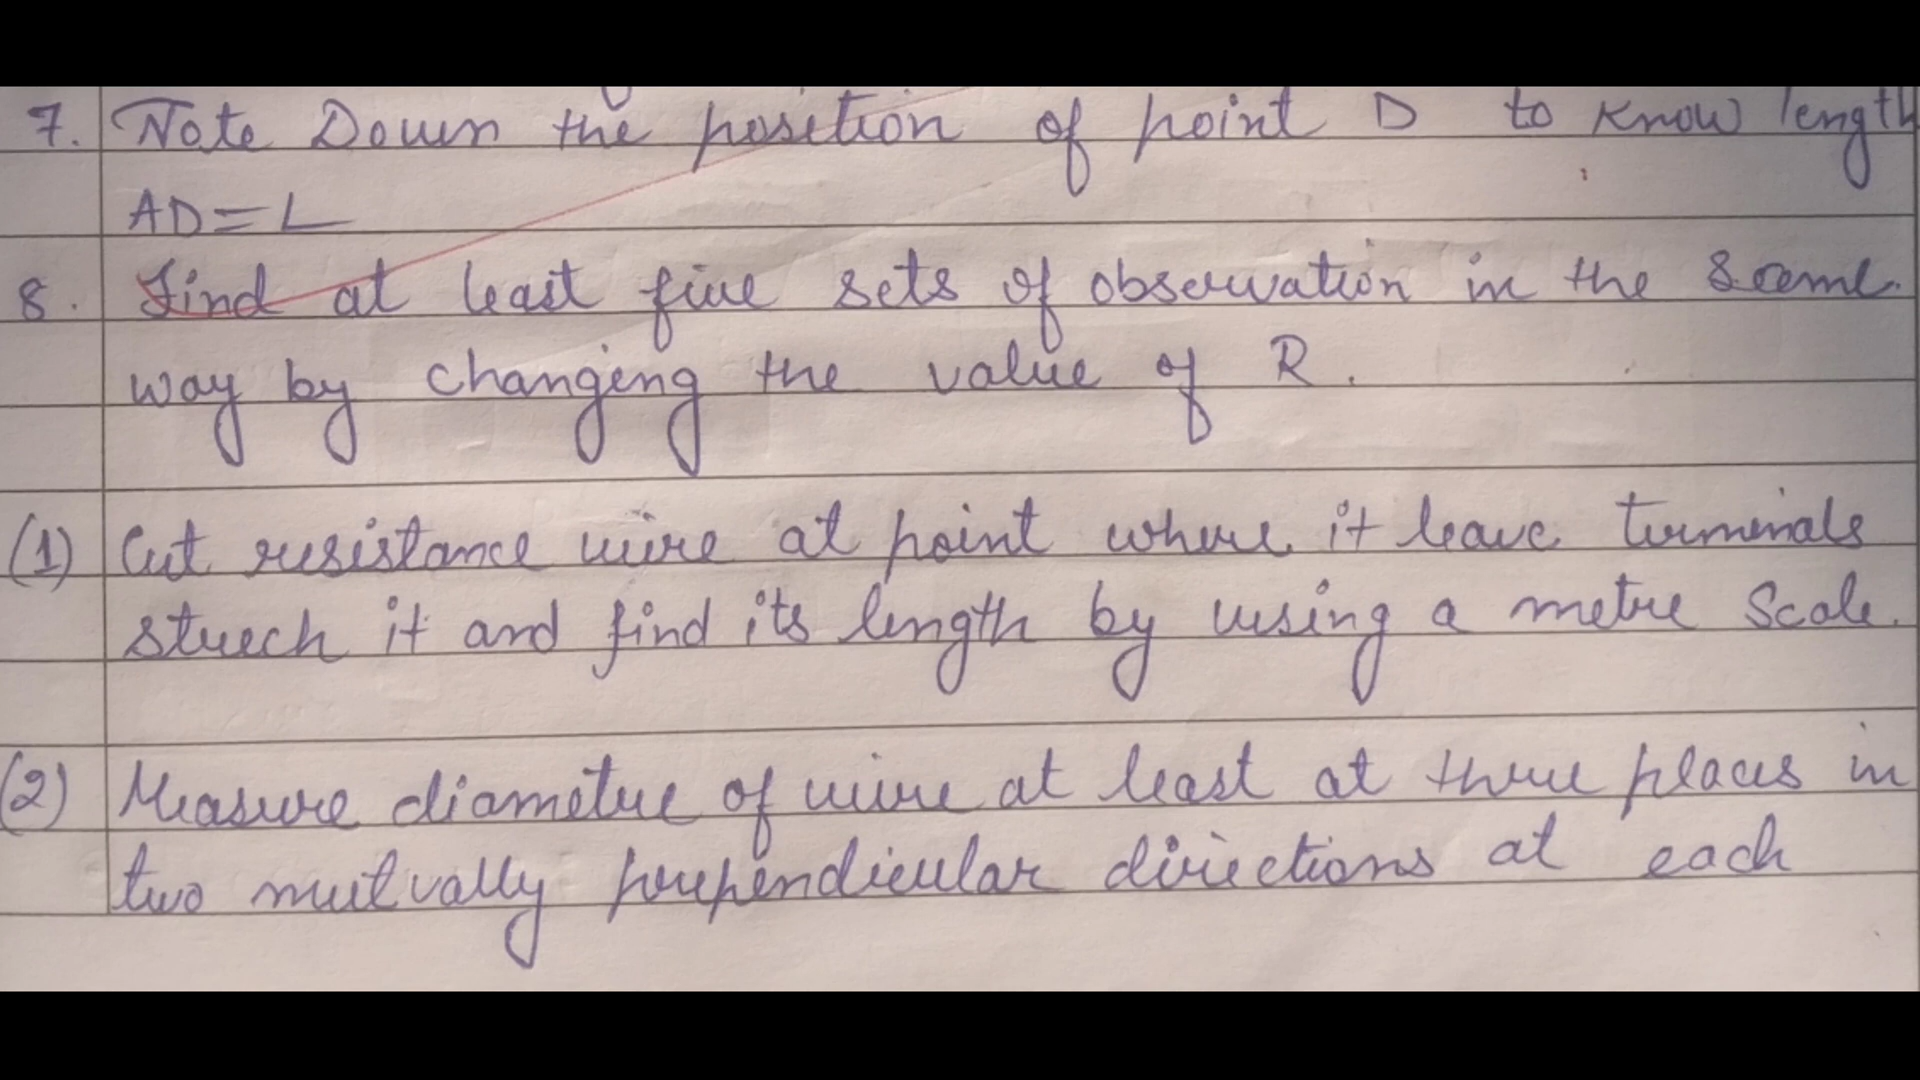 7. Note Down the position of point D to know length
AD = L
8. Find at least five sets of observation in the same.
way by changing the value of R.
(1) Cut resistance wire at point where it leave terminals
strech it and find its length by using a metre Scale.
(2) Measure diametre of wire at least at three places in
two mutually perpendicular directions at each